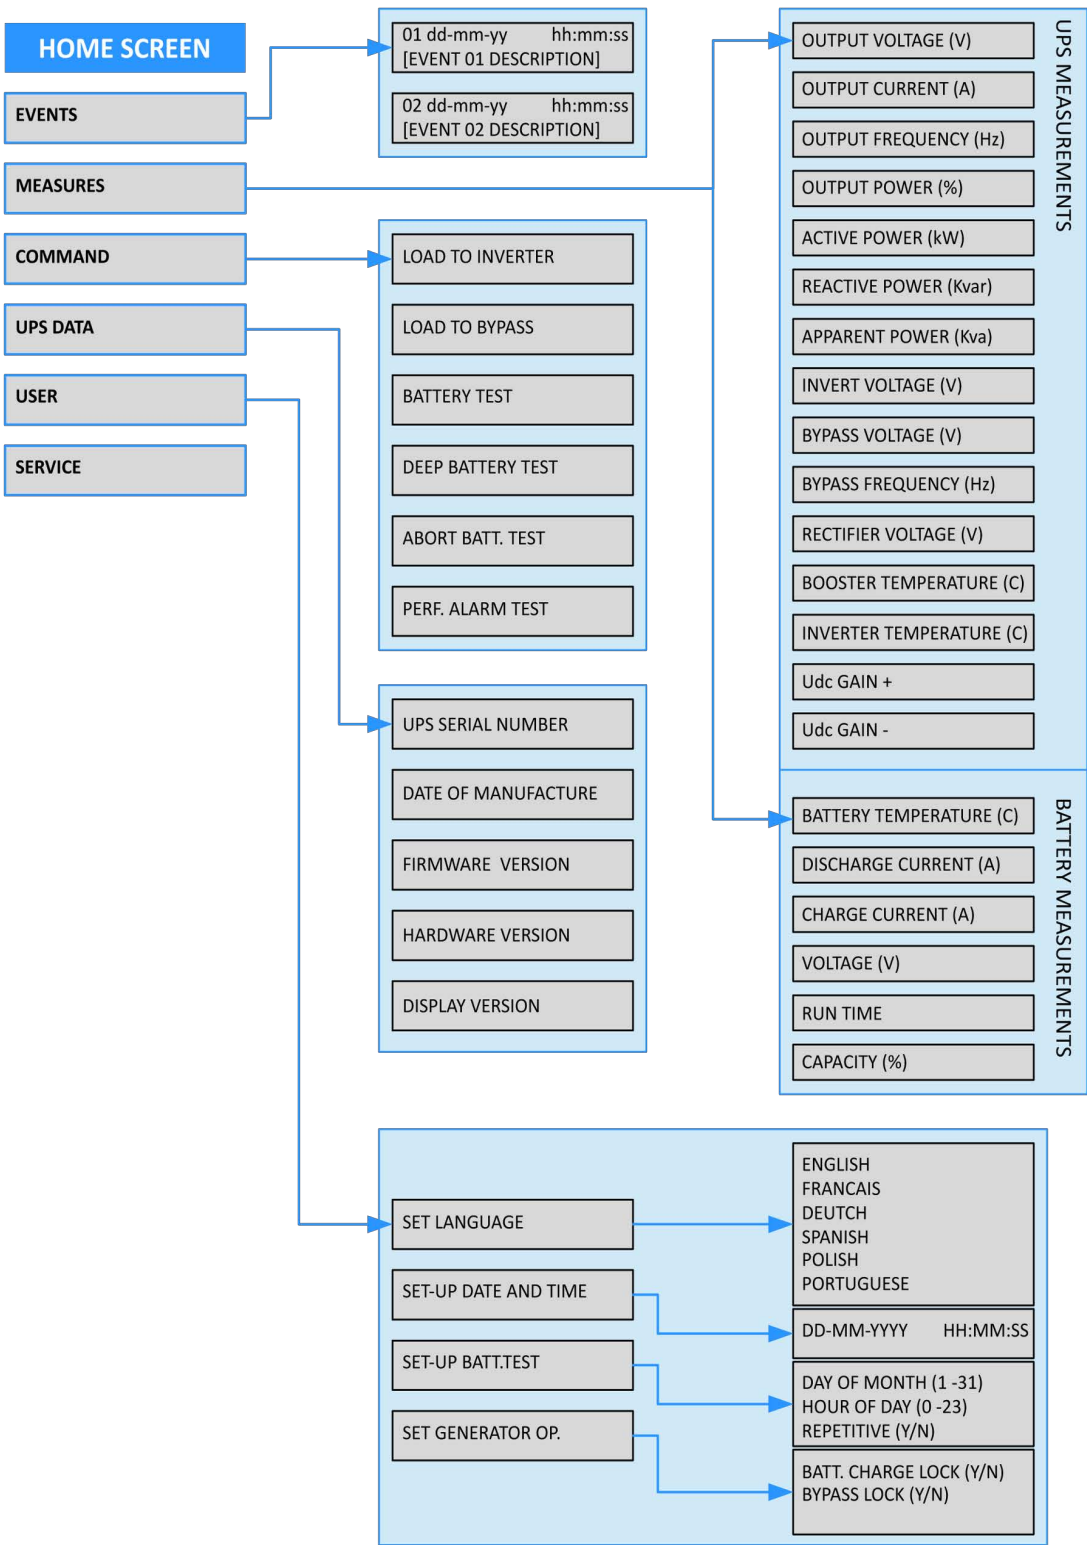 HOME SCREEN
EVENTS
MEASURES
COMMAND
UPS DATA
USER
SERVICE
01 dd-mm-yy hh:mm:ss
[EVENT 01 DESCRIPTION]
02 dd-mm-yy hh:mm:ss
[EVENT 02 DESCRIPTION]
LOAD TO INVERTER
LOAD TO BYPASS
BATTERY TEST
DEEP BATTERY TEST
ABORT BATT. TEST
PERF. ALARM TEST
UPS SERIAL NUMBER
DATE OF MANUFACTURE
FIRMWARE VERSION
HARDWARE VERSION
DISPLAY VERSION
UPS MEASUREMENTS
OUTPUT VOLTAGE (V)
OUTPUT CURRENT (A)
OUTPUT FREQUENCY (Hz)
OUTPUT POWER (%)
ACTIVE POWER (kW)
REACTIVE POWER (Kvar)
APPARENT POWER (Kva)
INVERT VOLTAGE (V)
BYPASS VOLTAGE (V)
BYPASS FREQUENCY (Hz)
RECTIFIER VOLTAGE (V)
BOOSTER TEMPERATURE (C)
INVERTER TEMPERATURE (C)
Udc GAIN +
Udc GAIN -
BATTERY MEASUREMENTS
BATTERY TEMPERATURE (C)
DISCHARGE CURRENT (A)
CHARGE CURRENT (A)
VOLTAGE (V)
RUN TIME
CAPACITY (%)
SET LANGUAGE
SET-UP DATE AND TIME
SET-UP BATT.TEST
SET GENERATOR OP.
ENGLISH
FRANCAIS
DEUTCH
SPANISH
POLISH
PORTUGUESE
DD-MM-YYYY HH:MM:SS
DAY OF MONTH (1 -31)
HOUR OF DAY (0 -23)
REPETITIVE (Y/N)
BATT. CHARGE LOCK (Y/N)
BYPASS LOCK (Y/N)